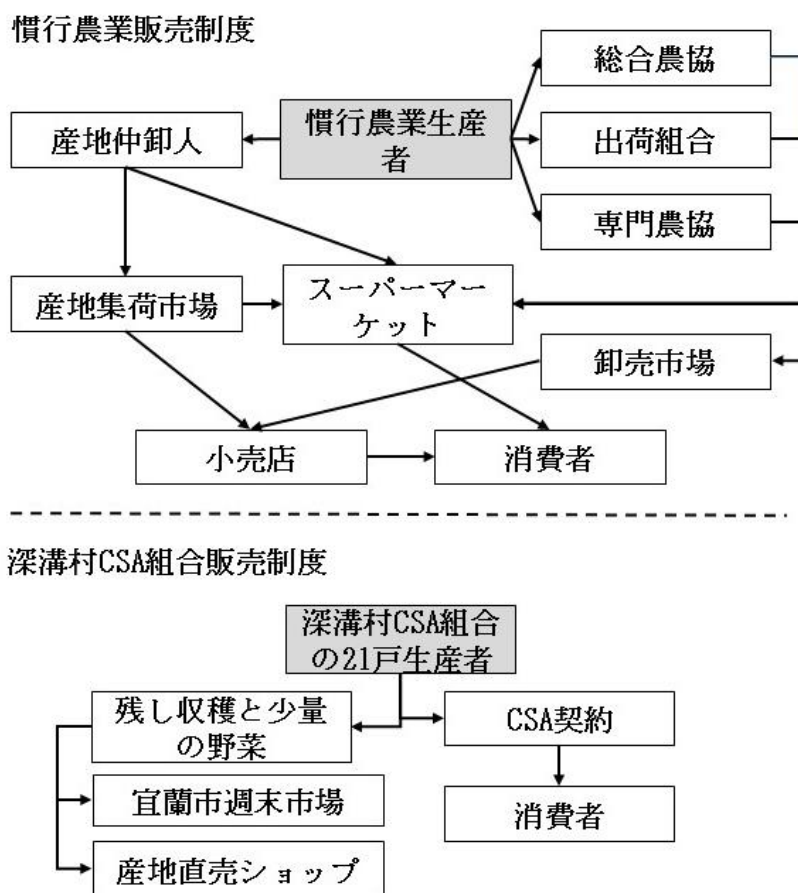 慣行農業販売制度
総合農協
慣行農業生産
者
産地仲卸人
出荷組合
専門農協
産地集荷市場
スーパーマー
ケット
卸売市場
小売店
消費者
深溝村CSA組合販売制度
深溝村CSA組合
の21戸生産者
残し収穫と少量
の野菜
CSA契約
宜蘭市週末市場
消費者
産地直売ショップ